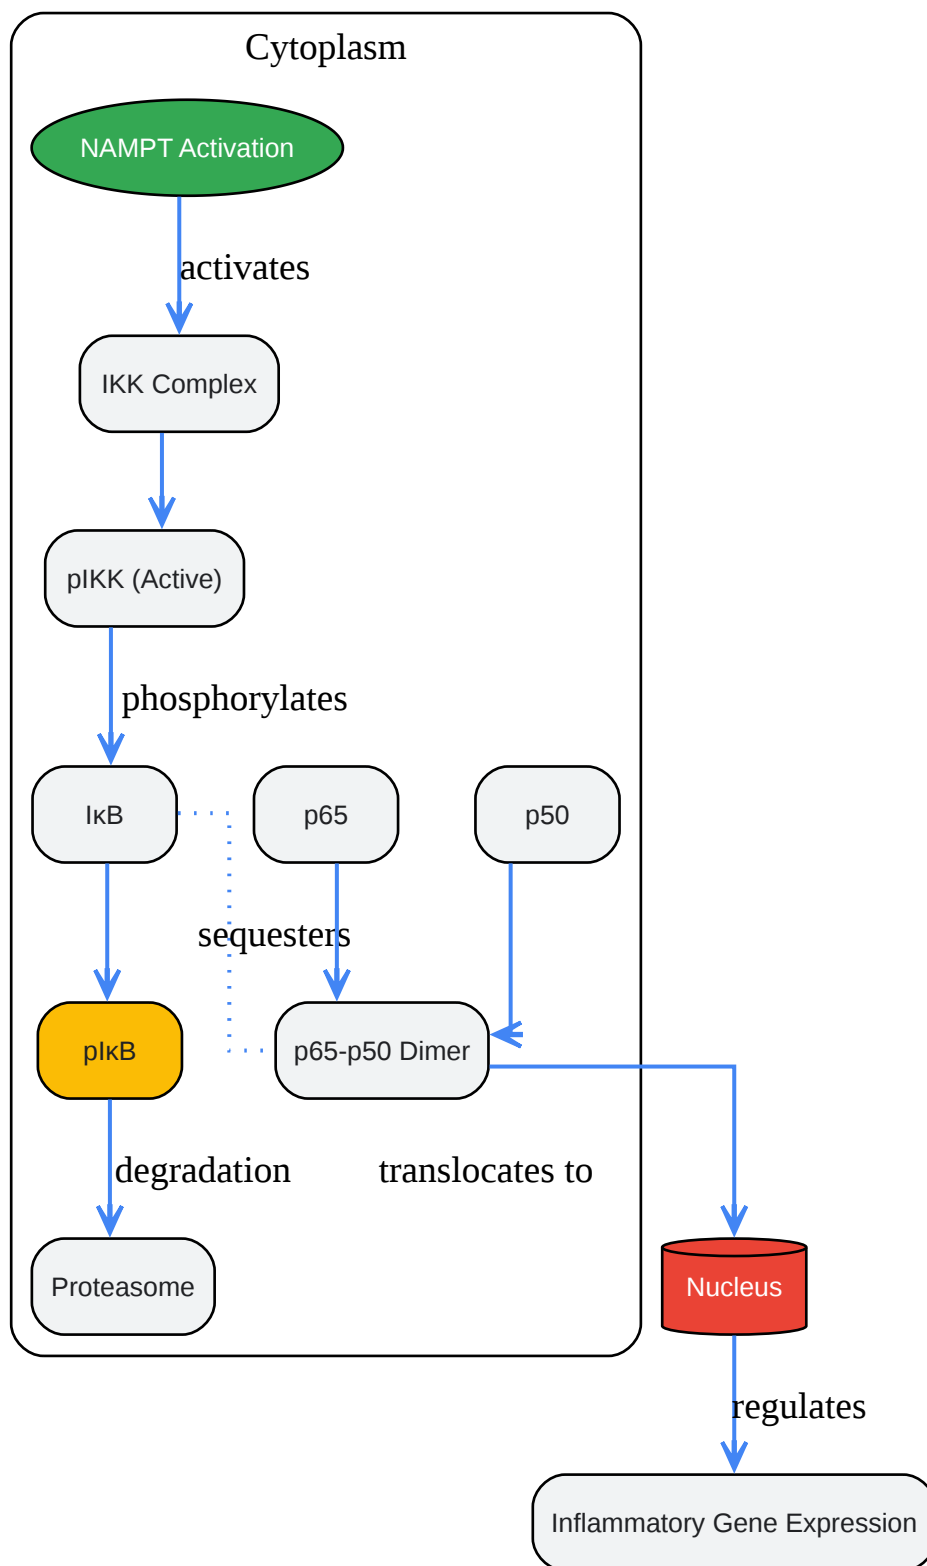 Cytoplasm
NAMPT Activation
activates
IKK Complex
pIKK (Active)
phosphorylates
IκB
p65
p50
sequesters
pIκB
p65-p50 Dimer
degradation
translocates to
Proteasome
Nucleus
regulates
Inflammatory Gene Expression